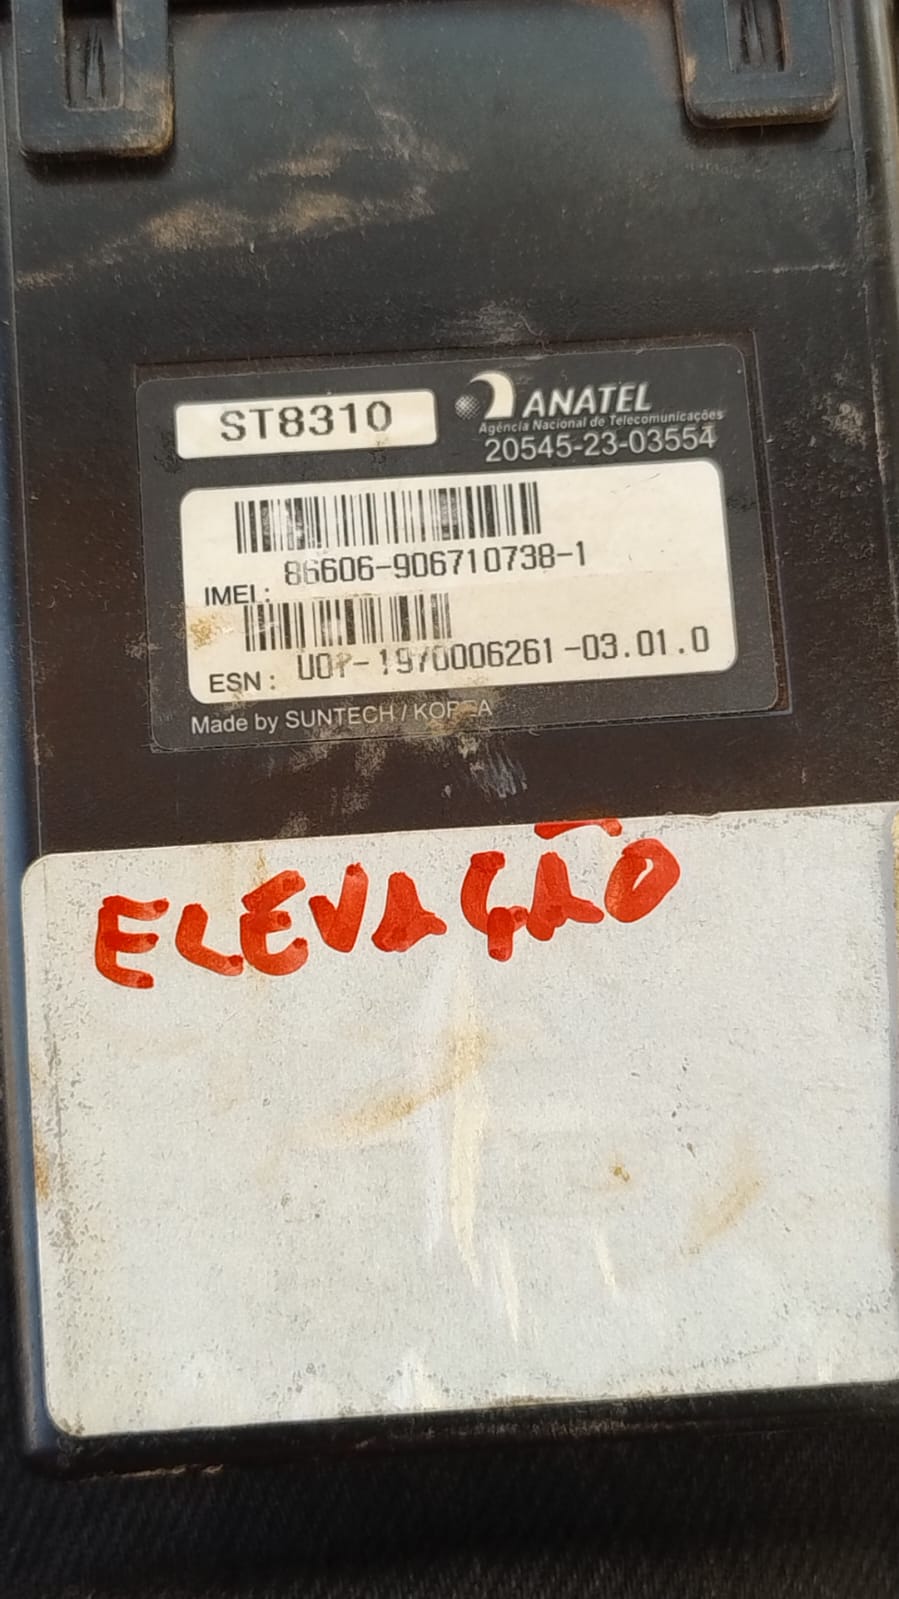 ST8310
ANATEL
Agência Nacional de Telecomunicações
20545-23-03554
IMEI: 86606-906710738-1
ESN: -03.01.0
Made by SUNTECH / KOREA
ELEVAÇÃO